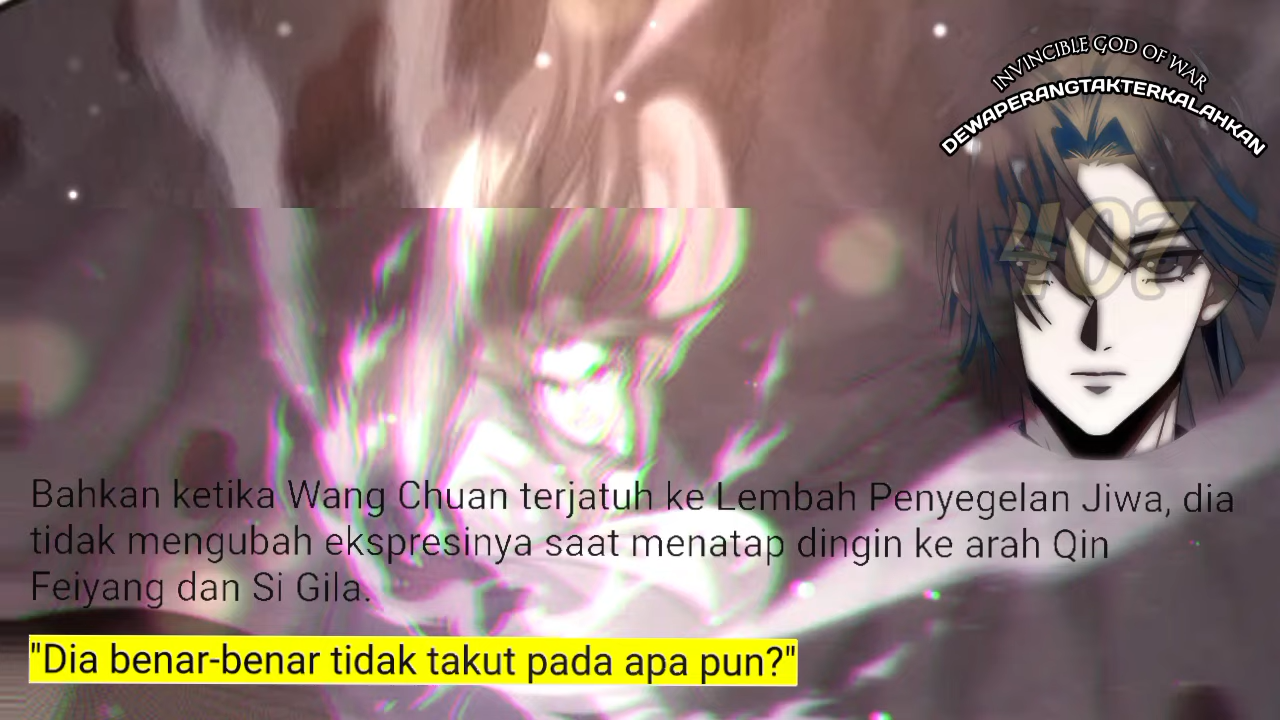 INVINCIBLE GOD OF WAR
DEWAPERANGTAKTERKALAHKAN
407
Bahkan ketika Wang Chuan terjatuh ke Lembah Penyegelan Jiwa, dia
tidak mengubah ekspresinya saat menatap dingin ke arah Qin
Feiyang dan Si Gila.
"Dia benar-benar tidak takut pada apa pun?"